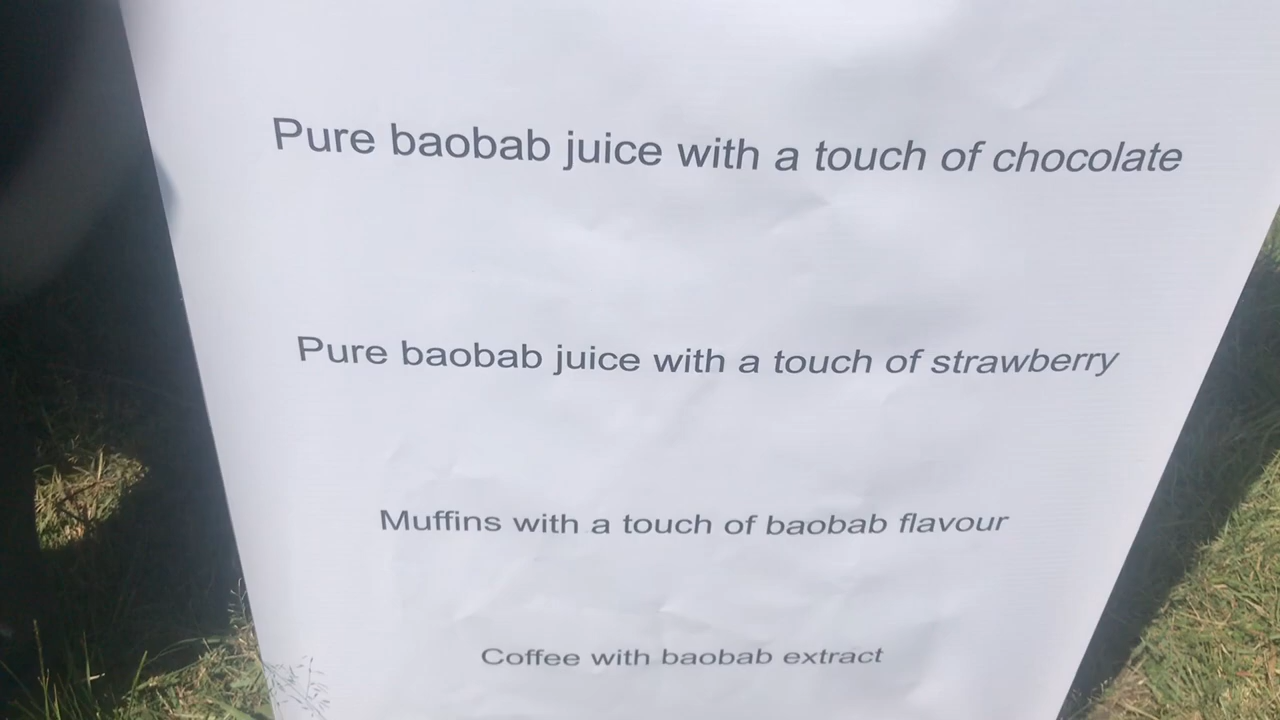 Pure baobab juice with a touch of chocolate
Pure baobab juice with a touch of strawberry
Muffins with a touch of baobab flavour
Coffee with baobab extract